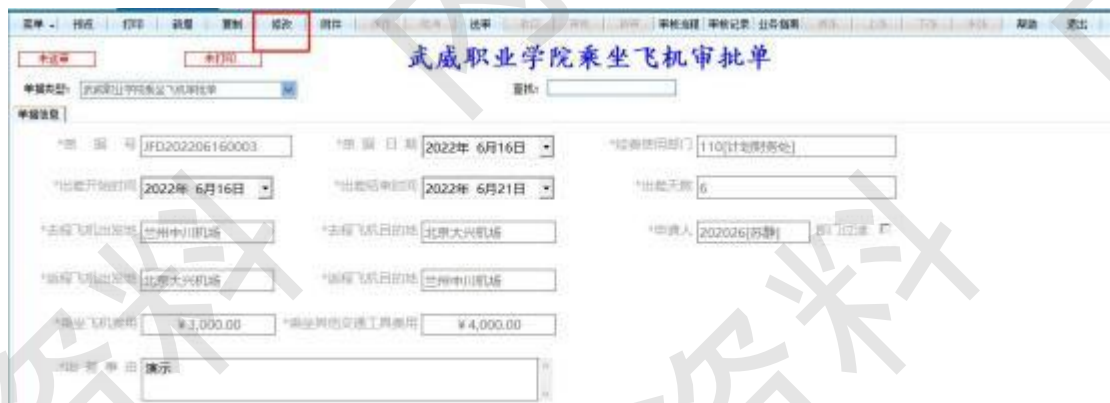 菜单 预览 打印 新增 复制 修改 附件 送审 审核流程 审核记录 业务指南 帮助 退出
未送审 未打印 武威职业学院乘坐飞机审批单
单据类型: 武威职业学院乘坐飞机审批单 查找:
单据信息
*单 据 号 JFD202206160003 *单 据 日 期 2022年 6月16日 *经费使用部门 110[计划财务处]
*出差开始时间 2022年 6月16日 *出差结束时间 2022年 6月21日 *出差天数 6
*去程飞机出发地 兰州中川机场 *去程飞机目的地 北京大兴机场 *申请人 202026[苏静] 部门过滤
*返程飞机出发地 北京大兴机场 *返程飞机目的地 兰州中川机场
*乘坐飞机费用 ¥3,000.00 *乘坐其他交通工具费用 ¥4,000.00
*出 差 事 由 演示
资料